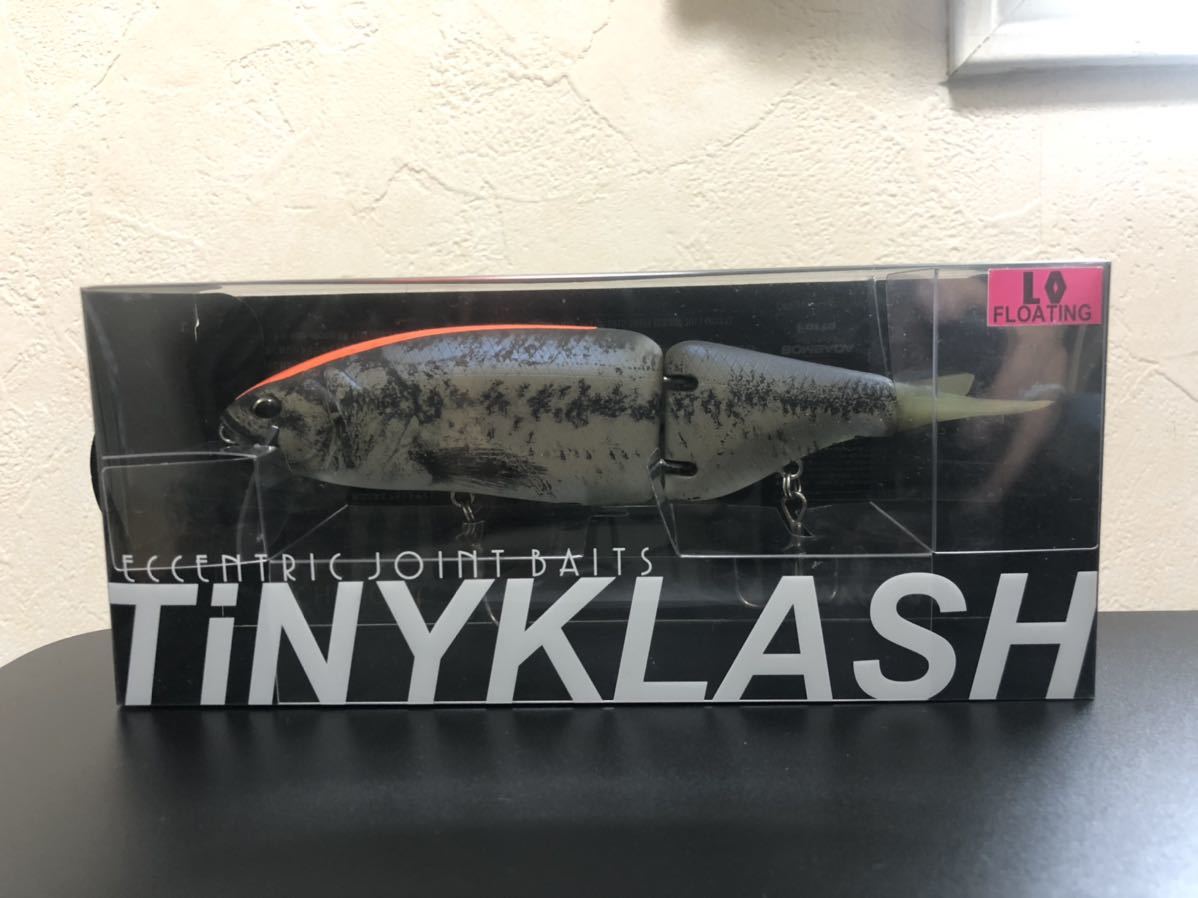 LO
FLOATING
ECCENTRIC JOINT BAITS
TiNYKLASH